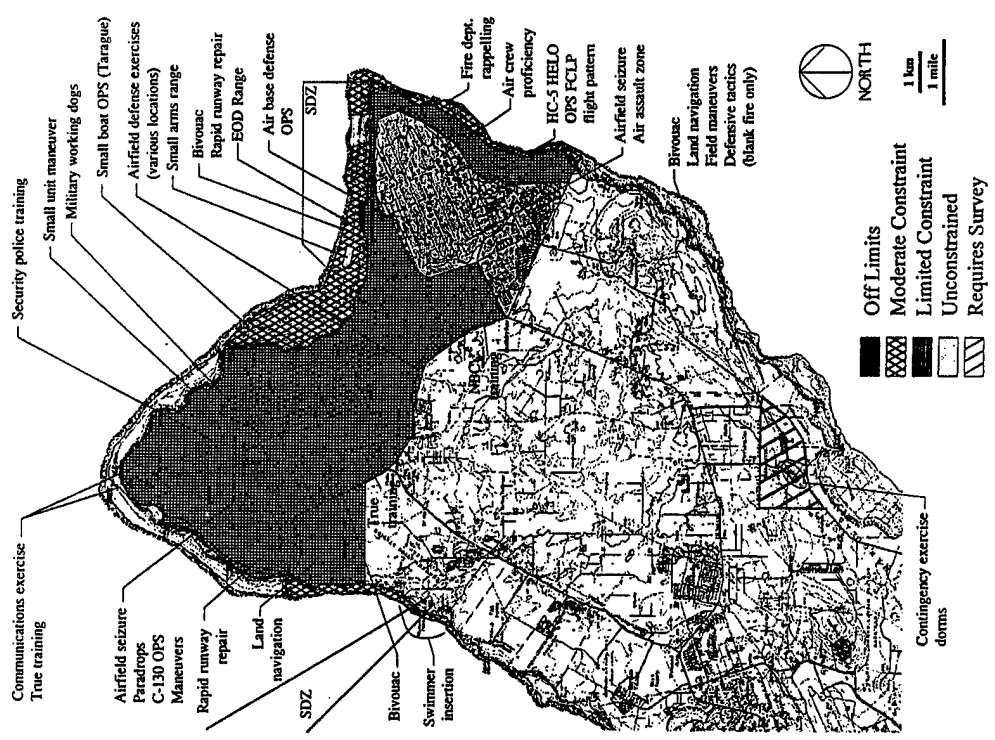 Communications exercise
True training
Security police training
Small unit maneuver
Military working dogs
Small boat OPS (Tarague)
Airfield defense exercises
(various locations)
Small arms range
Bivouac
Rapid runway repair
EOD Range
Air base defense
OPS
SDZ
Fire dept.
rappelling
Air crew
proficiency
HC-5 HELO
OPS FCLP
flight pattern
Airfield seizure
Air assault zone
Bivouac
Land navigation
Field maneuvers
Defensive tactics
(blank fire only)
Airfield seizure
Paradrops
C-130 OPS
Maneuvers
Rapid runway
repair
Land
navigation
SDZ
Bivouac
Swimmer
insertion
True
training
NBC
training
Contingency exercise
dorms
Off Limits
Moderate Constraint
Limited Constraint
Unconstrained
Requires Survey
NORTH
1 km
1 mile